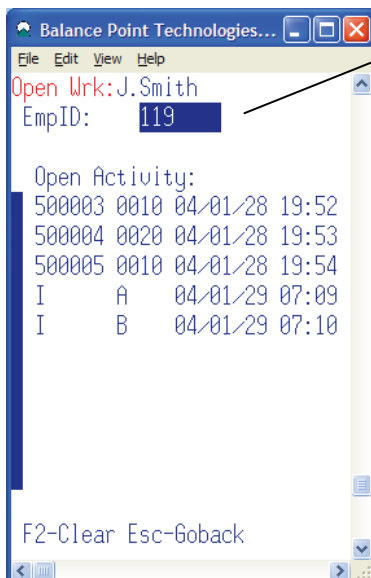 Balance Point Technologies...
File Edit View Help
Open Wrk:J.Smith
EmpID: 119
Open Activity:
500003 0010 04/01/28 19:52
500004 0020 04/01/28 19:53
500005 0010 04/01/28 19:54
I A 04/01/29 07:09
I B 04/01/29 07:10
F2-Clear Esc-Goback